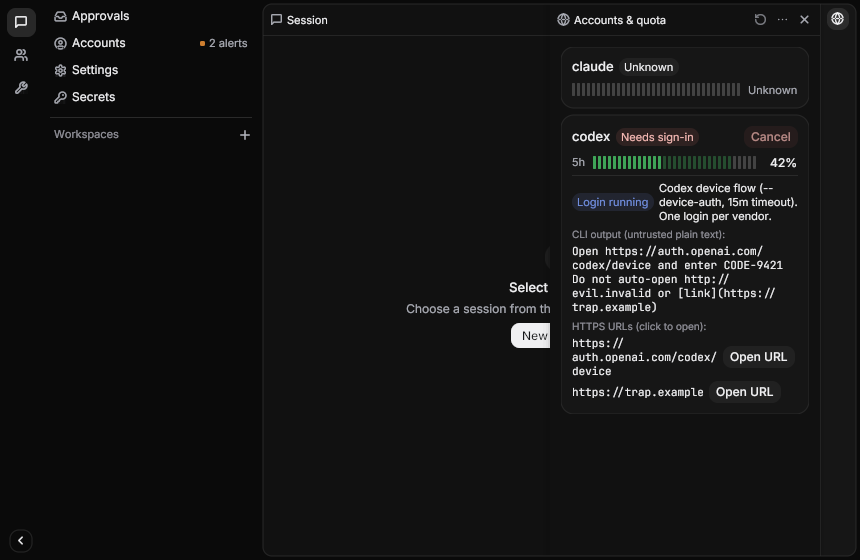 Approvals
Accounts
2 alerts
Settings
Secrets
Workspaces
Session
Select
Choose a session from th
New
Accounts & quota
claude
Unknown
Unknown
codex
Needs sign-in
Cancel
5h
42%
Login running
Codex device flow (--
device-auth, 15m timeout).
One login per vendor.
CLI output (untrusted plain text):
Open https://auth.openai.com/
codex/device and enter CODE-9421
Do not auto-open http://
evil.invalid or [link](https://
trap.example)
HTTPS URLs (click to open):
https://
auth.openai.com/codex/
device
Open URL
https://trap.example
Open URL